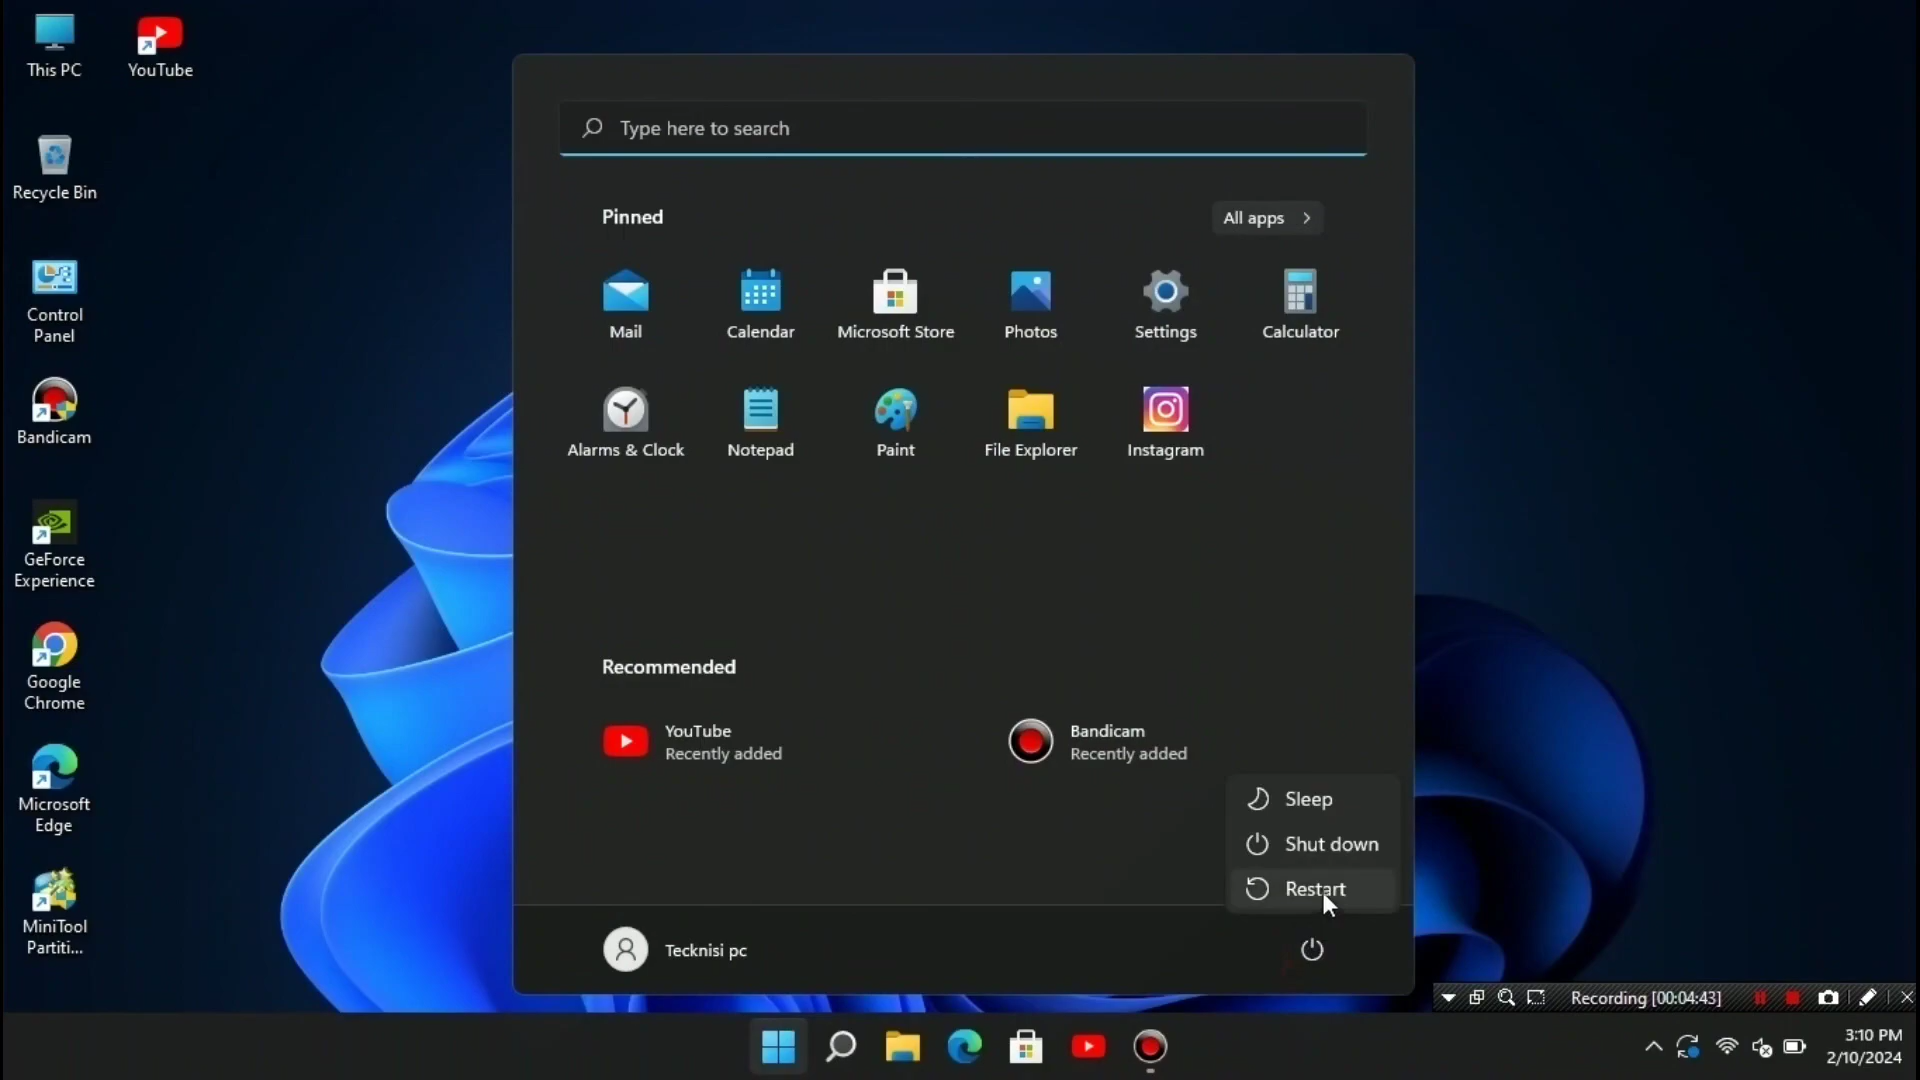 This PC
YouTube
Recycle Bin
Control
Panel
Bandicam
GeForce
Experience
Google
Chrome
Microsoft
Edge
MiniTool
Partiti...
Type here to search
Pinned
All apps
Mail
Calendar
Microsoft Store
Photos
Settings
Calculator
Alarms & Clock
Notepad
Paint
File Explorer
Instagram
Recommended
YouTube
Recently added
Bandicam
Recently added
Sleep
Shut down
Restart
Tecknisi pc
Recording [00:04:43]
3:10 PM
2/10/2024